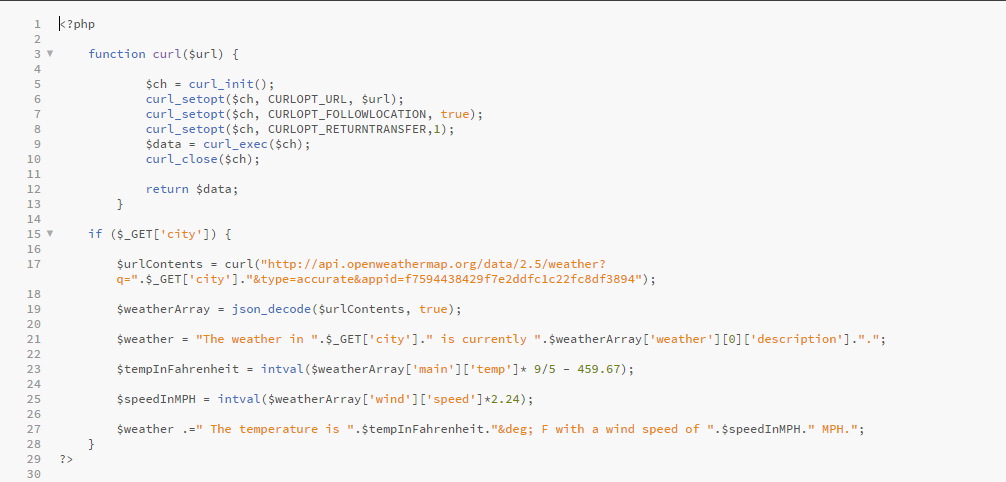 1 <?php
2
3 function curl($url) {
4
5 $ch = curl_init();
6 curl_setopt($ch, CURLOPT_URL, $url);
7 curl_setopt($ch, CURLOPT_FOLLOWLOCATION, true);
8 curl_setopt($ch, CURLOPT_RETURNTRANSFER,1);
9 $data = curl_exec($ch);
10 curl_close($ch);
11
12 return $data;
13 }
14
15 if ($_GET['city']) {
16
17 $urlContents = curl("http://api.openweathermap.org/data/2.5/weather?
q=".$_GET['city']."&type=accurate&appid=f7594438429f7e2ddfc1c22fc8df3894");
18
19 $weatherArray = json_decode($urlContents, true);
20
21 $weather = "The weather in ".$_GET['city']." is currently ".$weatherArray['weather'][0]['description'].".";
22
23 $tempInFahrenheit = intval($weatherArray['main']['temp']* 9/5 - 459.67);
24
25 $speedInMPH = intval($weatherArray['wind']['speed']*2.24);
26
27 $weather .=" The temperature is ".$tempInFahrenheit."&deg; F with a wind speed of ".$speedInMPH." MPH.";
28 }
29 ?>
30